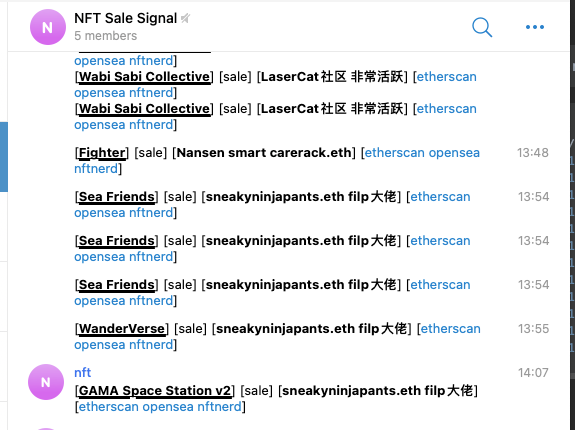 N
NFT Sale Signal
5 members
opensea nftnerd]
[Wabi Sabi Collective] [sale] [LaserCat社区 非常活跃] [etherscan
opensea nftnerd]
[Wabi Sabi Collective] [sale] [LaserCat社区 非常活跃] [etherscan
opensea nftnerd]
[Fighter] [sale] [Nansen smart carerack.eth] [etherscan opensea 13:48
nftnerd]
[Sea Friends] [sale] [sneakyninjapants.eth filp大佬] [etherscan 13:54
opensea nftnerd]
[Sea Friends] [sale] [sneakyninjapants.eth filp大佬] [etherscan 13:54
opensea nftnerd]
[Sea Friends] [sale] [sneakyninjapants.eth filp大佬] [etherscan 13:54
opensea nftnerd]
[WanderVerse] [sale] [sneakyninjapants.eth filp大佬] [etherscan 13:55
opensea nftnerd]
N
nft 14:07
[GAMA Space Station v2] [sale] [sneakyninjapants.eth filp大佬]
[etherscan opensea nftnerd]